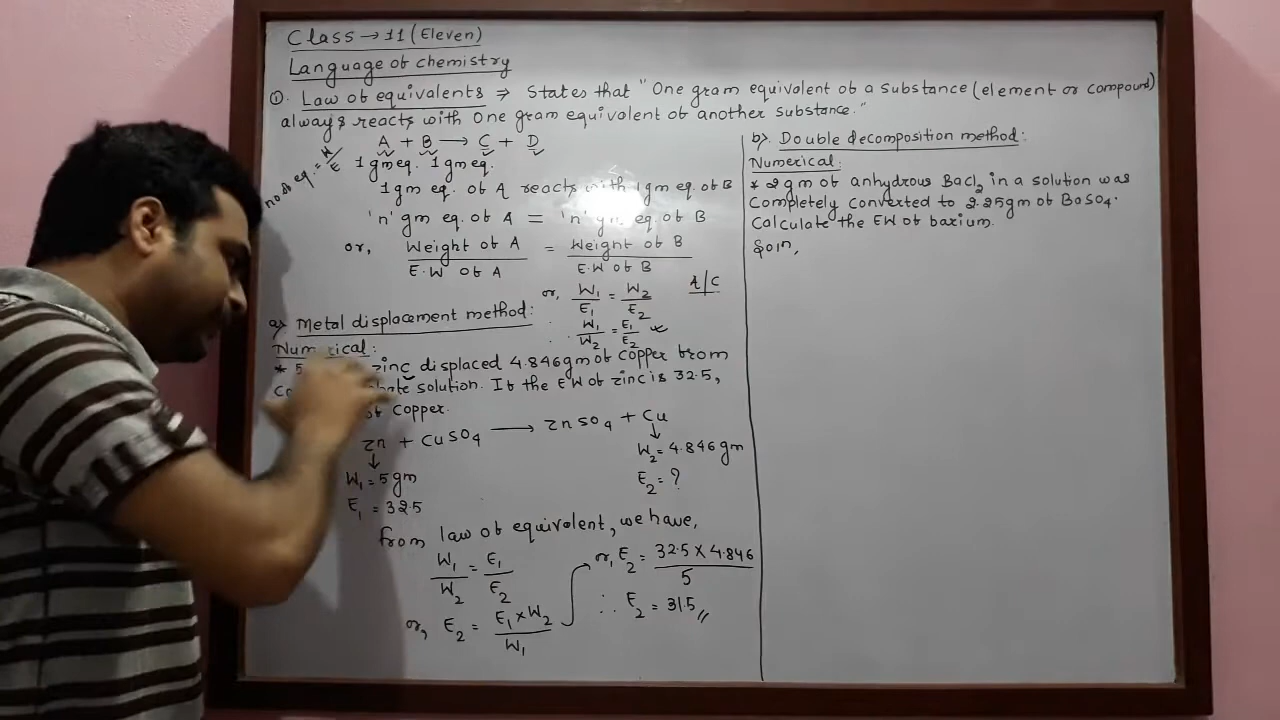 Class → 11 (Eleven)
Language of chemistry
①. Law of equivalents ⇒ States that "One gram equivalent of a substance (element or compound)
always reacts with one gram equivalent of another substance."
A + B → C + D
no. of eq. = W/E
1 gm eq. 1 gm eq.
1 gm eq. of A reacts with 1 gm eq. of B
'n' gm eq. of A = 'n' gm eq. of B
or, Weight of A / E.W of A = Weight of B / E.W of B
or, W₁/E₁ = W₂/E₂ A/C
∴ W₁/W₂ = E₁/E₂
a) Metal displacement method:
Numerical:
* 5 zinc displaced 4.846 gm of copper from
solution. If the EW of zinc is 32.5,
of copper.
Zn + CuSO₄ → ZnSO₄ + Cu
W₁ = 5 gm
E₁ = 32.5
W₂ = 4.846 gm
E₂ = ?
from law of equivalent, we have,
W₁/W₂ = E₁/E₂
or, E₂ = E₁ × W₂ / W₁
or, E₂ = 32.5 × 4.846 / 5
∴ E₂ = 31.5 //
b) Double decomposition method:
Numerical:
* 2 gm of anhydrous BaCl₂ in a solution was
completely converted to 2.25 gm of BaSO₄.
Calculate the EW of barium.
Soln,